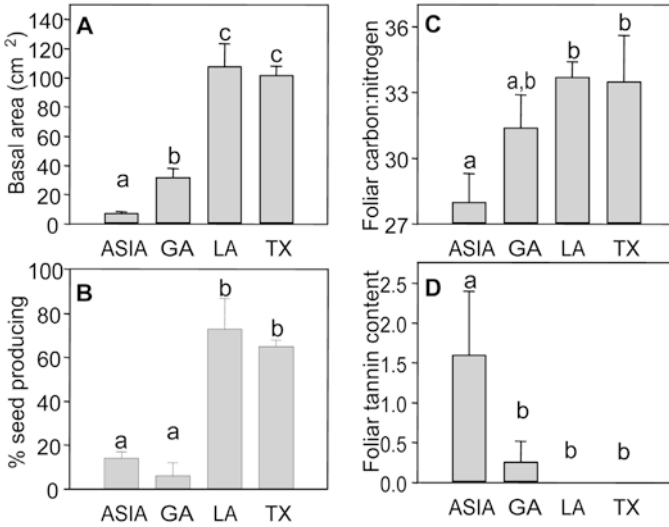 A
Basal area (cm²)
140
120
100
80
60
40
20
0
a
b
c
c
ASIA GA LA TX
B
% seed producing
100
80
60
40
20
0
a
a
b
b
ASIA GA LA TX
C
Foliar carbon:nitrogen
36
33
30
27
a
a,b
b
b
ASIA GA LA TX
D
Foliar tannin content
2.5
2.0
1.5
1.0
0.5
0.0
a
b
b
b
ASIA GA LA TX